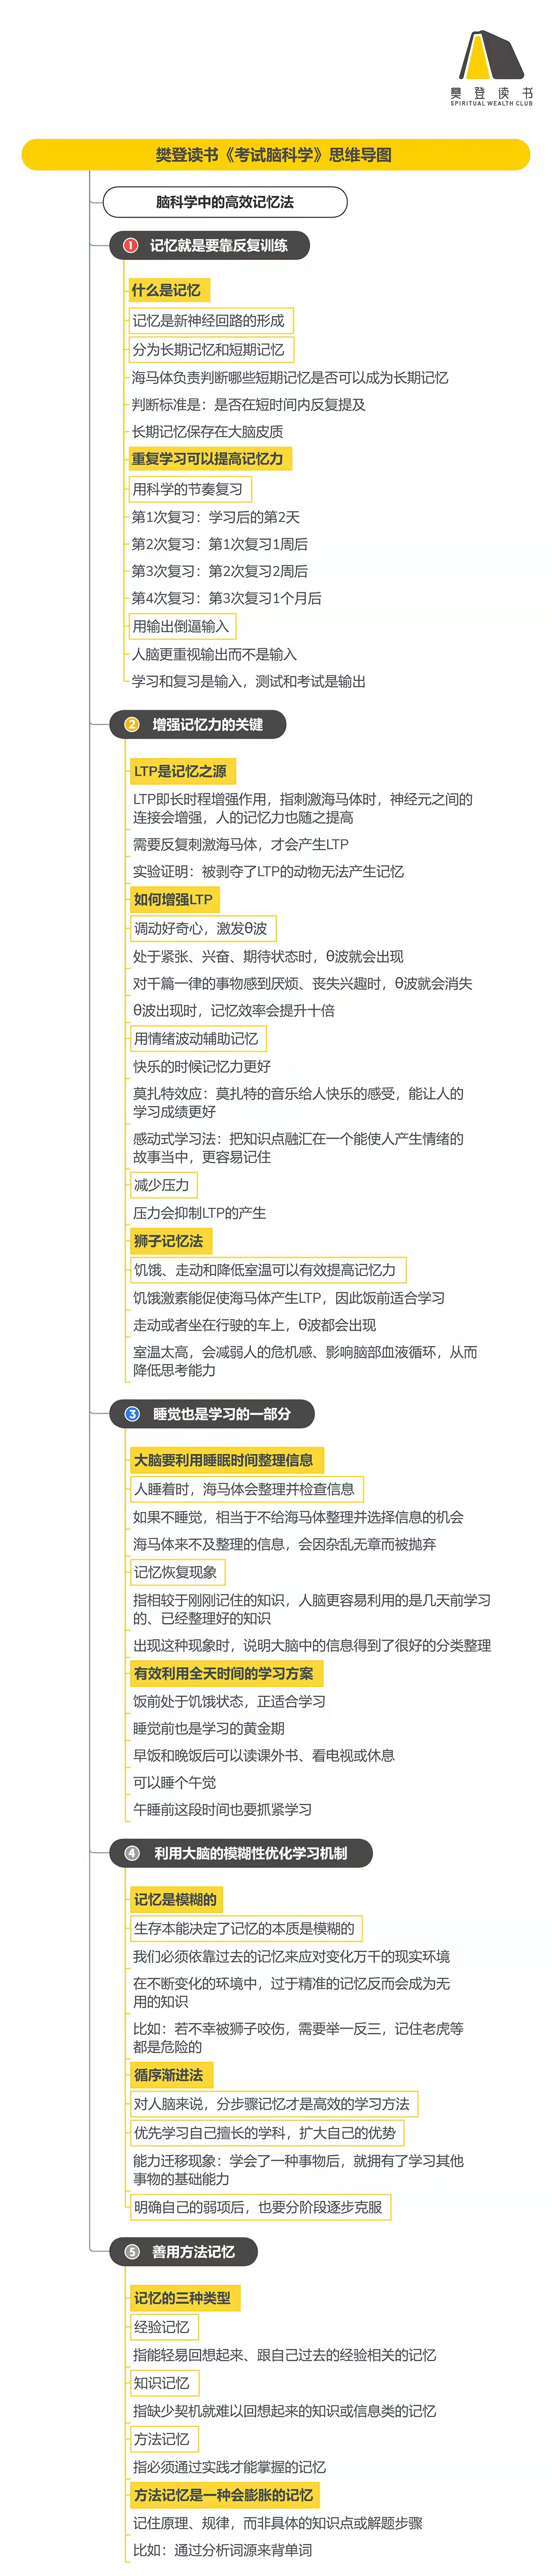 樊登读书
SPIRITUAL WEALTH CLUB
樊登读书《考试脑科学》思维导图
脑科学中的高效记忆法
1 记忆就是要靠反复训练
什么是记忆
记忆是新神经回路的形成
分为长期记忆和短期记忆
海马体负责判断哪些短期记忆是否可以成为长期记忆
判断标准是：是否在短时间内反复提及
长期记忆保存在大脑皮质
重复学习可以提高记忆力
用科学的节奏复习
第1次复习：学习后的第2天
第2次复习：第1次复习1周后
第3次复习：第2次复习2周后
第4次复习：第3次复习1个月后
用输出倒逼输入
人脑更重视输出而不是输入
学习和复习是输入，测试和考试是输出
2 增强记忆力的关键
LTP是记忆之源
LTP即长时程增强作用，指刺激海马体时，神经元之间的
连接会增强，人的记忆力也随之提高
需要反复刺激海马体，才会产生LTP
实验证明：被剥夺了LTP的动物无法产生记忆
如何增强LTP
调动好奇心，激发θ波
处于紧张、兴奋、期待状态时，θ波就会出现
对千篇一律的事物感到厌烦、丧失兴趣时，θ波就会消失
θ波出现时，记忆效率会提升十倍
用情绪波动辅助记忆
快乐的时候记忆力更好
莫扎特效应：莫扎特的音乐给人快乐的感受，能让人的
学习成绩更好
感动式学习法：把知识点融汇在一个能使人产生情绪的
故事当中，更容易记住
减少压力
压力会抑制LTP的产生
狮子记忆法
饥饿、走动和降低室温可以有效提高记忆力
饥饿激素能促使海马体产生LTP，因此饭前适合学习
走动或者坐在行驶的车上，θ波都会出现
室温太高，会减弱人的危机感、影响脑部血液循环，从而
降低思考能力
3 睡觉也是学习的一部分
大脑要利用睡眠时间整理信息
人睡着时，海马体会整理并检查信息
如果不睡觉，相当于不给海马体整理并选择信息的机会
海马体来不及整理的信息，会因杂乱无章而被抛弃
记忆恢复现象
指相较于刚刚记住的知识，人脑更容易利用的是几天前学习
的、已经整理好的知识
出现这种现象时，说明大脑中的信息得到了很好的分类整理
有效利用全天时间的学习方案
饭前处于饥饿状态，正适合学习
睡觉前也是学习的黄金期
早饭和晚饭后可以读课外书、看电视或休息
可以睡个午觉
午睡前这段时间也要抓紧学习
4 利用大脑的模糊性优化学习机制
记忆是模糊的
生存本能决定了记忆的本质是模糊的
我们必须依靠过去的记忆来应对变化万千的现实环境
在不断变化的环境中，过于精准的记忆反而会成为无
用的知识
比如：若不幸被狮子咬伤，需要举一反三，记住老虎等
都是危险的
循序渐进法
对人脑来说，分步骤记忆才是高效的学习方法
优先学习自己擅长的学科，扩大自己的优势
能力迁移现象：学会了一种事物后，就拥有了学习其他
事物的基础能力
明确自己的弱项后，也要分阶段逐步克服
5 善用方法记忆
记忆的三种类型
经验记忆
指能轻易回想起来、跟自己过去的经验相关的记忆
知识记忆
指缺少契机就难以回想起来的知识或信息类的记忆
方法记忆
指必须通过实践才能掌握的记忆
方法记忆是一种会膨胀的记忆
记住原理、规律，而非具体的知识点或解题步骤
比如：通过分析词源来背单词